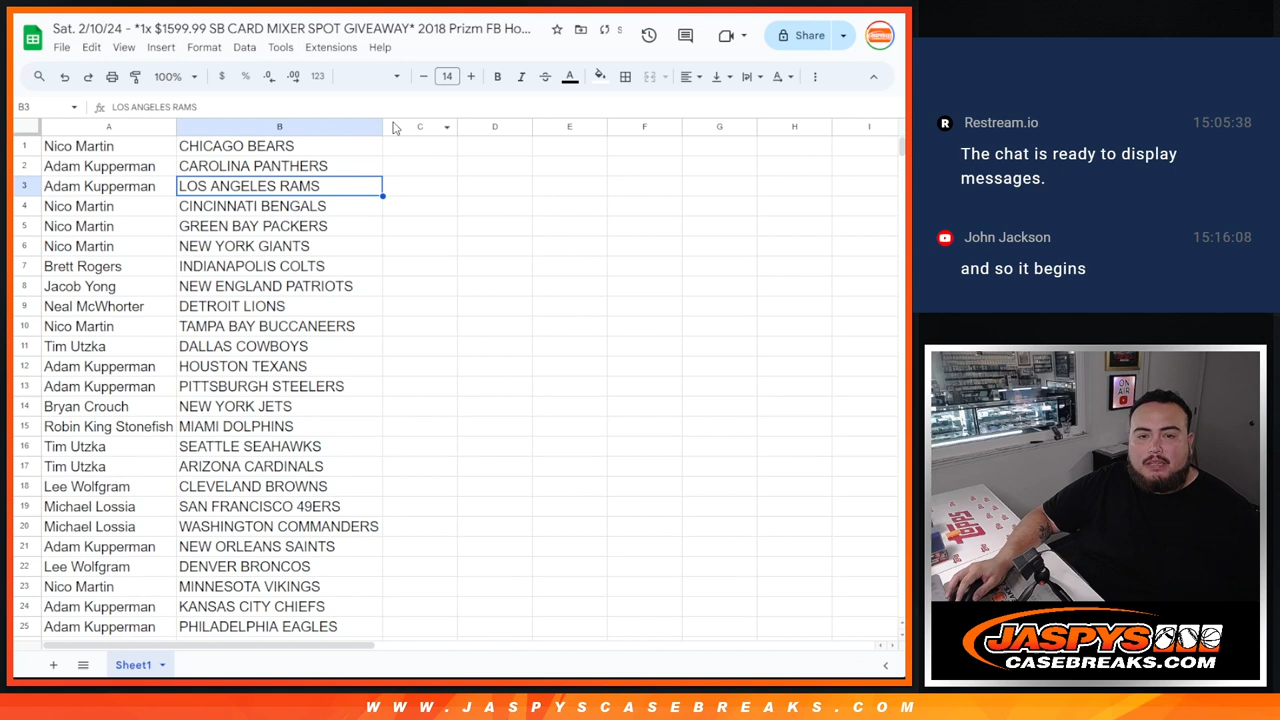 Sat. 2/10/24 - *1x $1599.99 SB CARD MIXER SPOT GIVEAWAY* 2018 Prizm FB Ho...
File Edit View Insert Format Data Tools Extensions Help
Share
100% $ % .0 .00 123 14 B I A
B3 fx LOS ANGELES RAMS
A B C D E F G H I
1 Nico Martin CHICAGO BEARS
2 Adam Kupperman CAROLINA PANTHERS
3 Adam Kupperman LOS ANGELES RAMS
4 Nico Martin CINCINNATI BENGALS
5 Nico Martin GREEN BAY PACKERS
6 Nico Martin NEW YORK GIANTS
7 Brett Rogers INDIANAPOLIS COLTS
8 Jacob Yong NEW ENGLAND PATRIOTS
9 Neal McWhorter DETROIT LIONS
10 Nico Martin TAMPA BAY BUCCANEERS
11 Tim Utzka DALLAS COWBOYS
12 Adam Kupperman HOUSTON TEXANS
13 Adam Kupperman PITTSBURGH STEELERS
14 Bryan Crouch NEW YORK JETS
15 Robin King Stonefish MIAMI DOLPHINS
16 Tim Utzka SEATTLE SEAHAWKS
17 Tim Utzka ARIZONA CARDINALS
18 Lee Wolfgram CLEVELAND BROWNS
19 Michael Lossia SAN FRANCISCO 49ERS
20 Michael Lossia WASHINGTON COMMANDERS
21 Adam Kupperman NEW ORLEANS SAINTS
22 Lee Wolfgram DENVER BRONCOS
23 Nico Martin MINNESOTA VIKINGS
24 Adam Kupperman KANSAS CITY CHIEFS
25 Adam Kupperman PHILADELPHIA EAGLES
Sheet1
R Restream.io 15:05:38
The chat is ready to display
messages.
John Jackson 15:16:08
and so it begins
ON
AIR
topps
JASPYS
CASEBREAKS.COM
WWW.JASPYSCASEBREAKS.COM